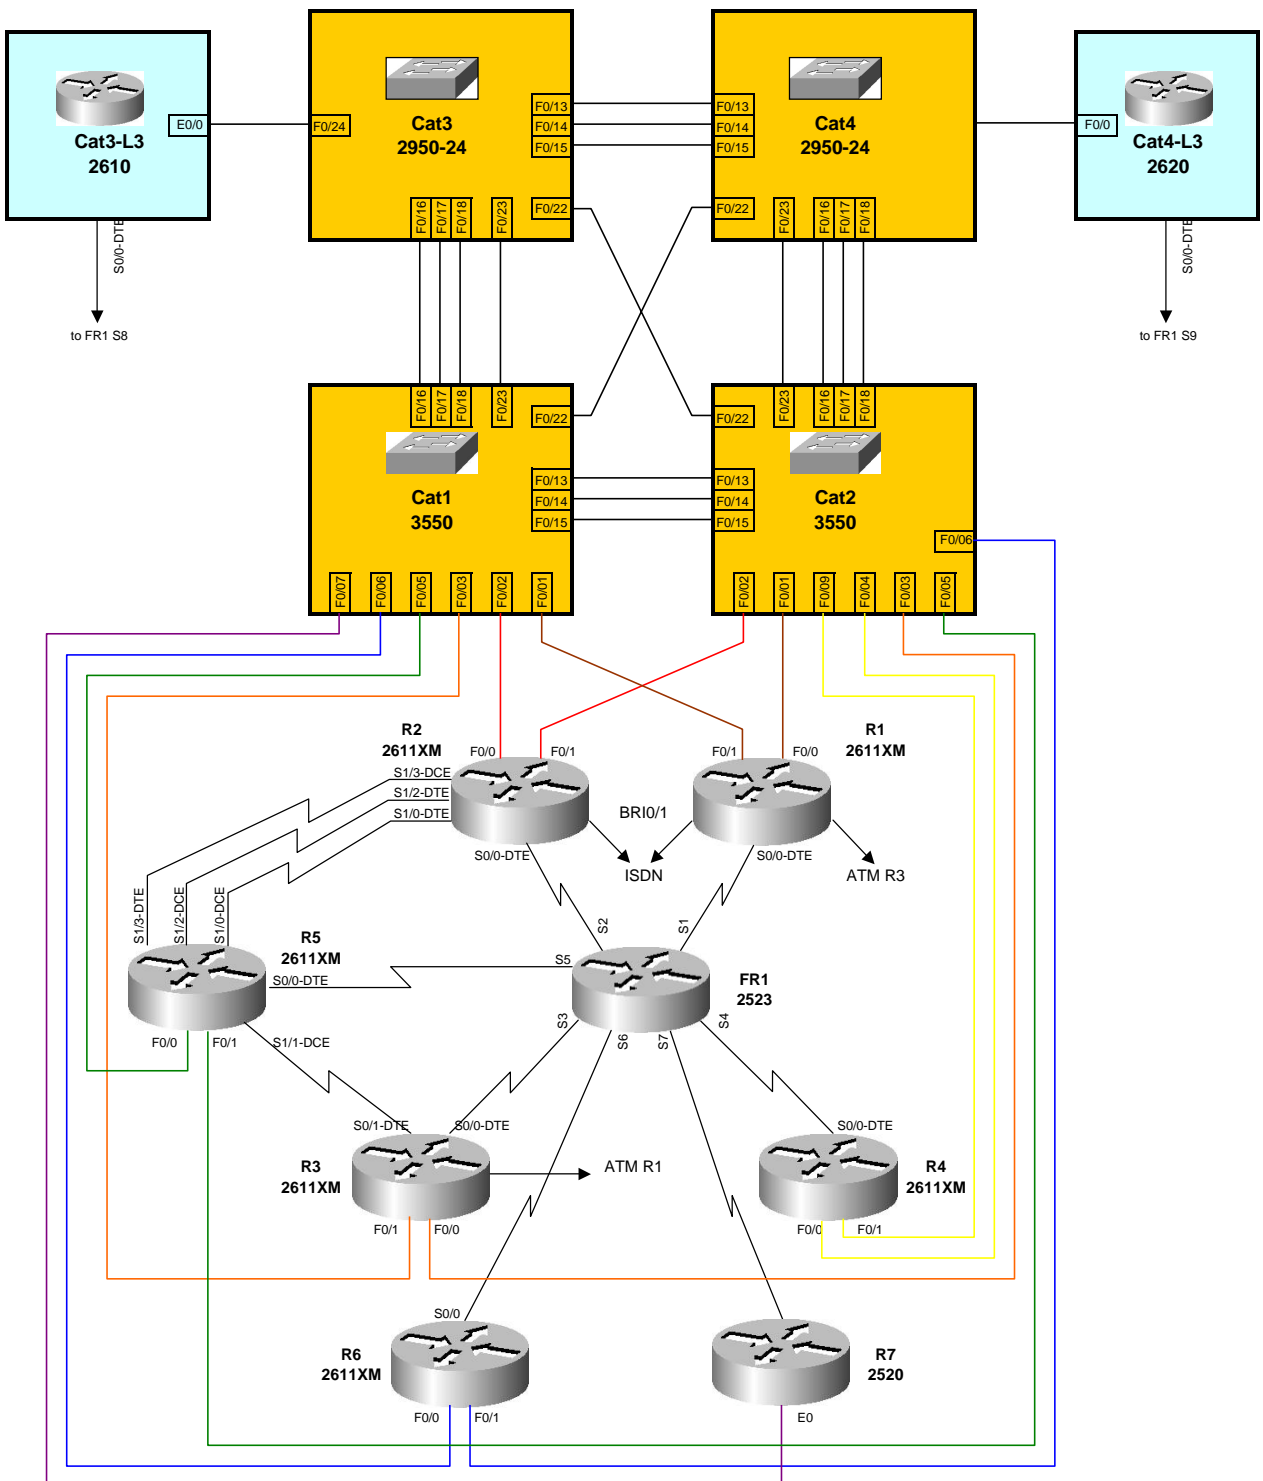 Cat3-L3
2610
E0/0
S0/0-DTE
to FR1 S8
Cat3
2950-24
F0/24
F0/13
F0/14
F0/15
F0/22
F0/16
F0/17
F0/18
F0/23
Cat4
2950-24
F0/13
F0/14
F0/15
F0/22
F0/23
F0/16
F0/17
F0/18
Cat4-L3
2620
F0/0
S0/0-DTE
to FR1 S9
F0/16
F0/17
F0/18
F0/23
F0/22
Cat1
3550
F0/13
F0/14
F0/15
F0/07
F0/06
F0/05
F0/03
F0/02
F0/01
F0/23
F0/16
F0/17
F0/18
F0/22
Cat2
3550
F0/13
F0/14
F0/15
F0/06
F0/02
F0/01
F0/09
F0/04
F0/03
F0/05
R2
2611XM
F0/0
F0/1
S1/3-DCE
S1/2-DTE
S1/0-DTE
S0/0-DTE
R1
2611XM
F0/1
F0/0
BRI0/1
S0/0-DTE
ISDN
ATM R3
S1/3-DTE
S1/2-DCE
S1/0-DCE
R5
2611XM
S0/0-DTE
F0/0
F0/1
S1/1-DCE
S2
S1
S5
FR1
2523
S3
S6
S7
S4
S0/1-DTE
S0/0-DTE
R3
2611XM
ATM R1
F0/1
F0/0
S0/0-DTE
R4
2611XM
F0/0
F0/1
S0/0
R6
2611XM
F0/0
F0/1
R7
2520
E0